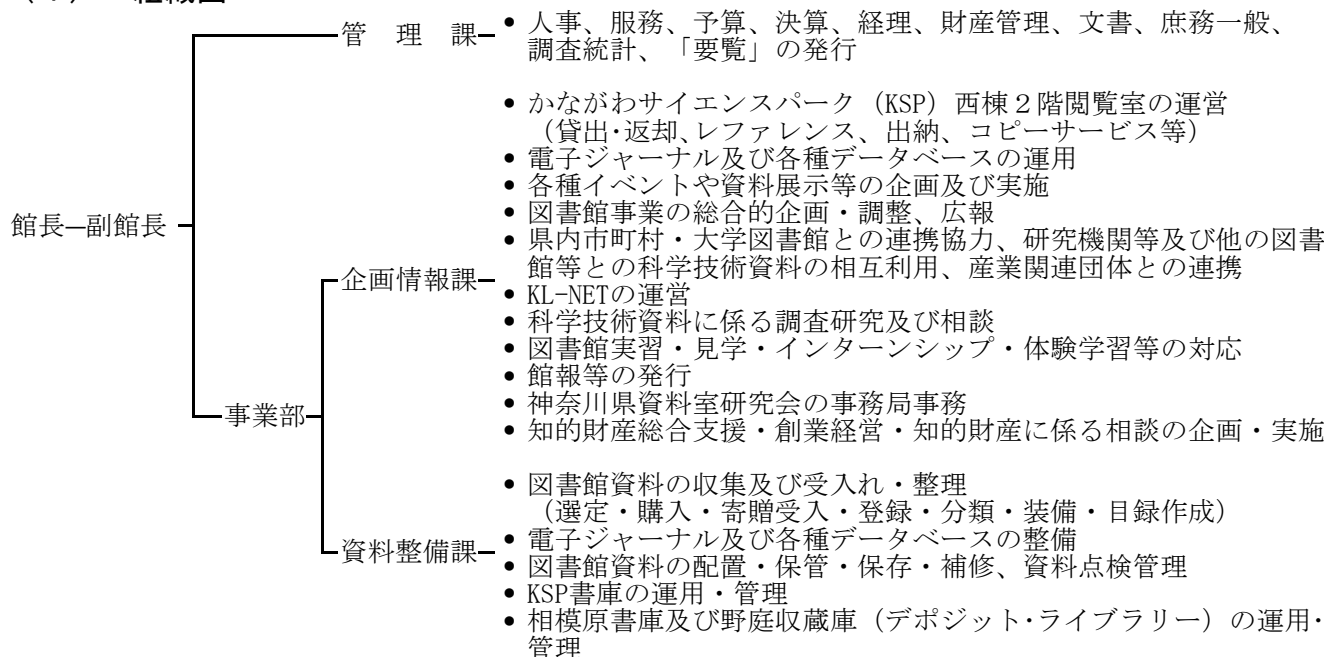 管　理　課
• 人事、服務、予算、決算、経理、財産管理、文書、庶務一般、
調査統計、「要覧」の発行
館長―副館長
事業部
企画情報課
• かながわサイエンスパーク（KSP）西棟２階閲覧室の運営
（貸出・返却、レファレンス、出納、コピーサービス等）
• 電子ジャーナル及び各種データベースの運用
• 各種イベントや資料展示等の企画及び実施
• 図書館事業の総合的企画・調整、広報
• 県内市町村・大学図書館との連携協力、研究機関等及び他の図書
館等との科学技術資料の相互利用、産業関連団体との連携
• KL-NETの運営
• 科学技術資料に係る調査研究及び相談
• 図書館実習・見学・インターンシップ・体験学習等の対応
• 館報等の発行
• 神奈川県資料室研究会の事務局事務
• 知的財産総合支援・創業経営・知的財産に係る相談の企画・実施
資料整備課
• 図書館資料の収集及び受入れ・整理
（選定・購入・寄贈受入・登録・分類・装備・目録作成）
• 電子ジャーナル及び各種データベースの整備
• 図書館資料の配置・保管・保存・補修、資料点検管理
• KSP書庫の運用・管理
• 相模原書庫及び野庭収蔵庫（デポジット・ライブラリー）の運用・
管理